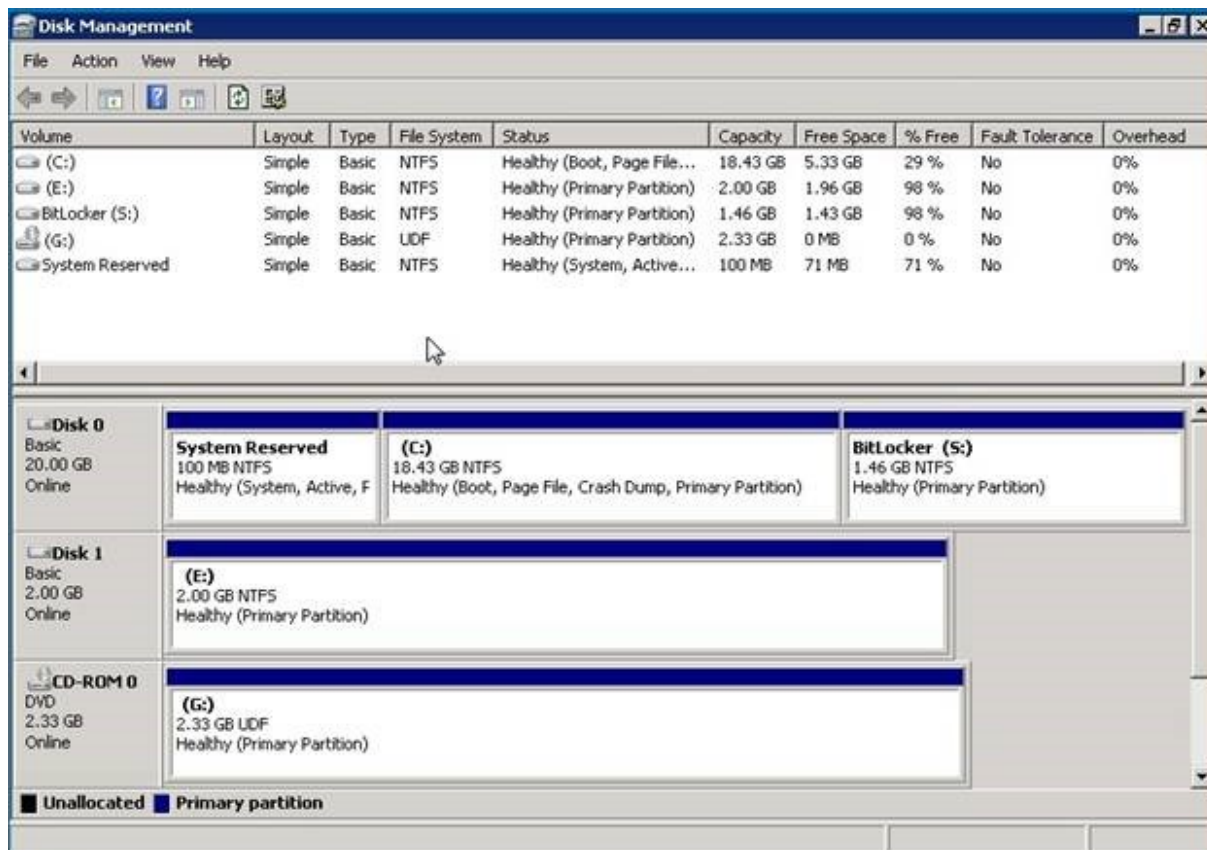 Disk Management
File Action View Help
Volume Layout Type File System Status Capacity Free Space % Free Fault Tolerance Overhead
(C:) Simple Basic NTFS Healthy (Boot, Page File... 18.43 GB 5.33 GB 29 % No 0%
(E:) Simple Basic NTFS Healthy (Primary Partition) 2.00 GB 1.96 GB 98 % No 0%
BitLocker (S:) Simple Basic NTFS Healthy (Primary Partition) 1.46 GB 1.43 GB 98 % No 0%
(G:) Simple Basic UDF Healthy (Primary Partition) 2.33 GB 0 MB 0 % No 0%
System Reserved Simple Basic NTFS Healthy (System, Active... 100 MB 71 MB 71 % No 0%
Disk 0
Basic
20.00 GB
Online
System Reserved
100 MB NTFS
Healthy (System, Active, F
(C:)
18.43 GB NTFS
Healthy (Boot, Page File, Crash Dump, Primary Partition)
BitLocker (S:)
1.46 GB NTFS
Healthy (Primary Partition)
Disk 1
Basic
2.00 GB
Online
(E:)
2.00 GB NTFS
Healthy (Primary Partition)
CD-ROM 0
DVD
2.33 GB
Online
(G:)
2.33 GB UDF
Healthy (Primary Partition)
Unallocated Primary partition